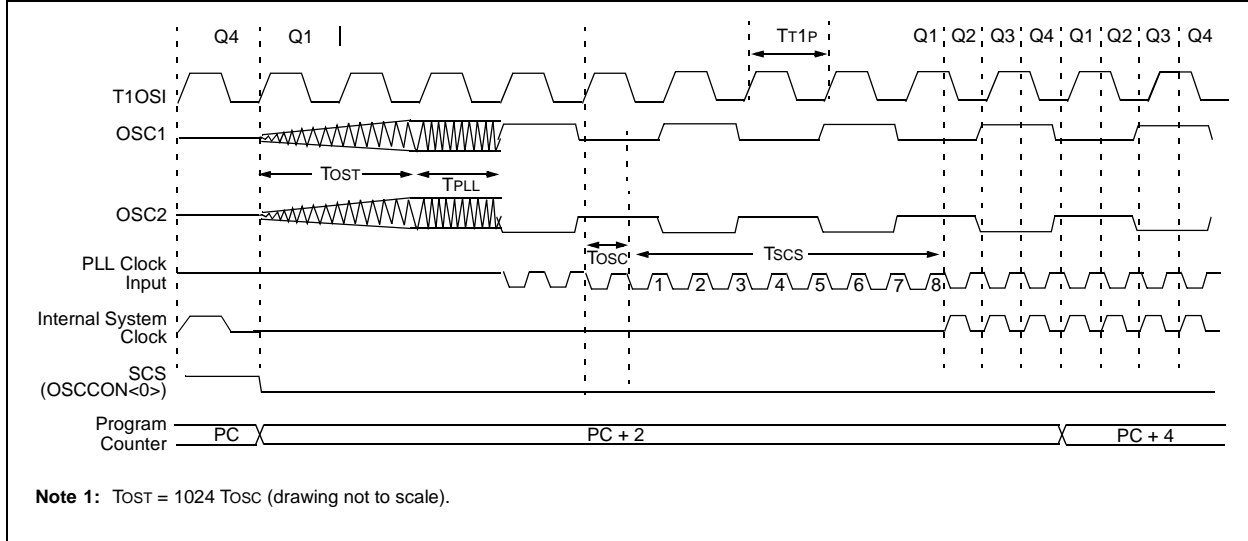 Q4 Q1 TT1P Q1 Q2 Q3 Q4 Q1 Q2 Q3 Q4
T1OSI
OSC1
TOST TPLL
OSC2
TOSC TSCS
PLL Clock
Input
1 2 3 4 5 6 7 8
Internal System
Clock
SCS
(OSCCON<0>)
Program
Counter
PC PC + 2 PC + 4
Note 1: TOST = 1024 TOSC (drawing not to scale).